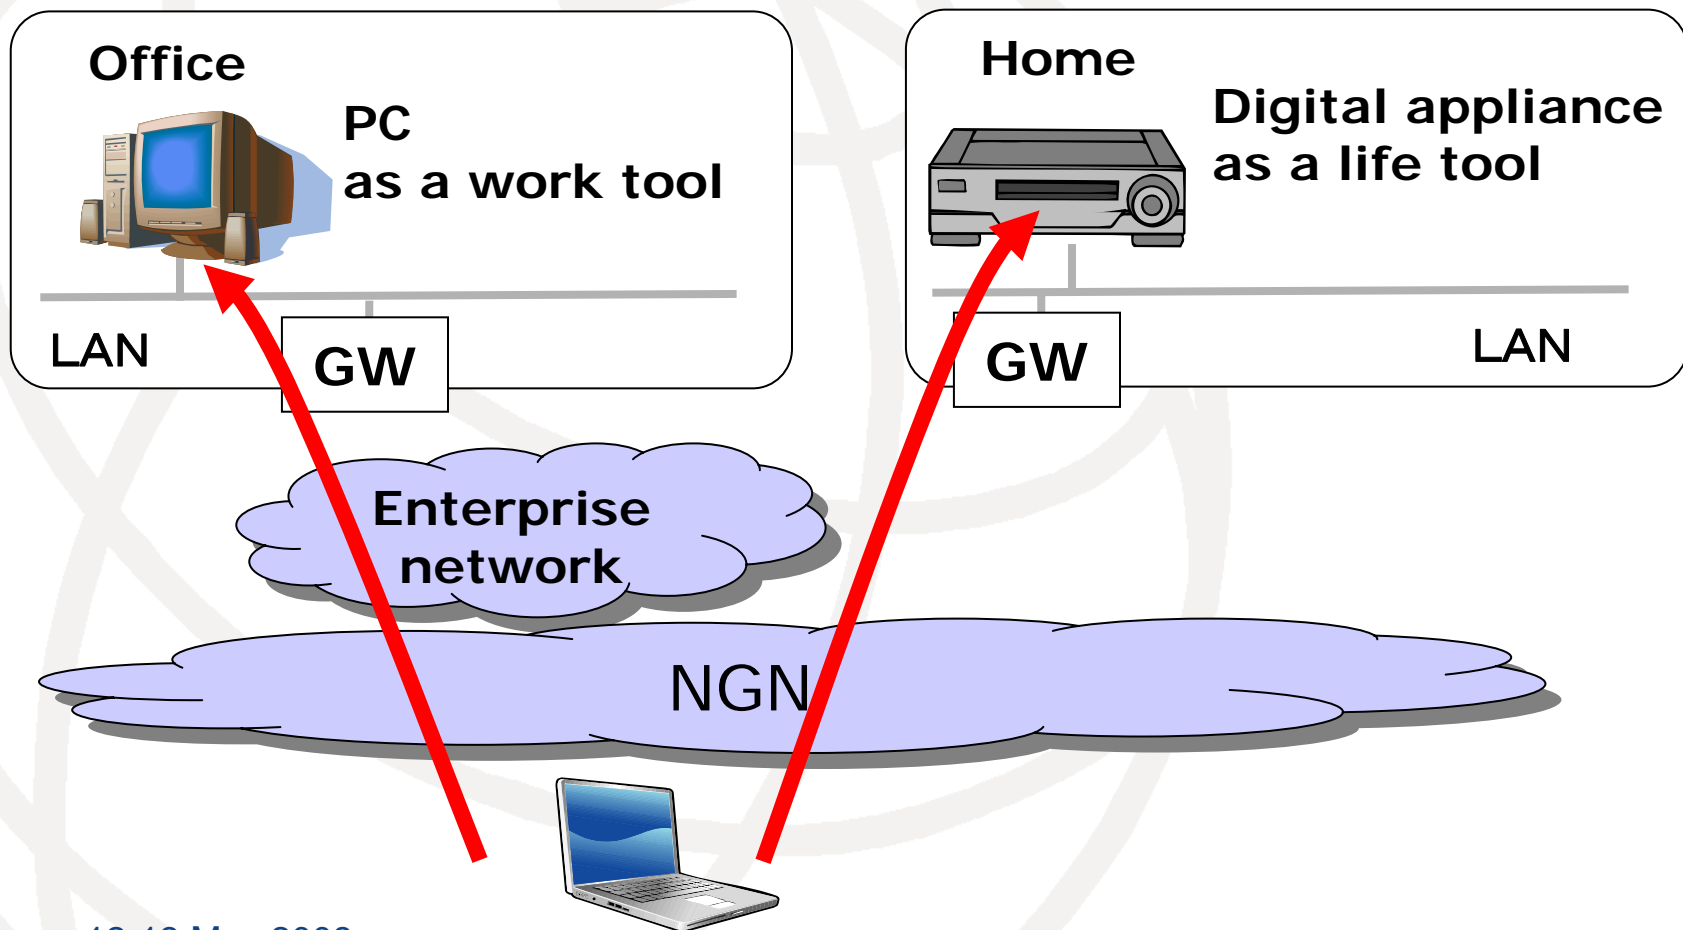 Office
PC
as a work tool
LAN
GW
Home
Digital appliance
as a life tool
GW
LAN
Enterprise
network
NGN